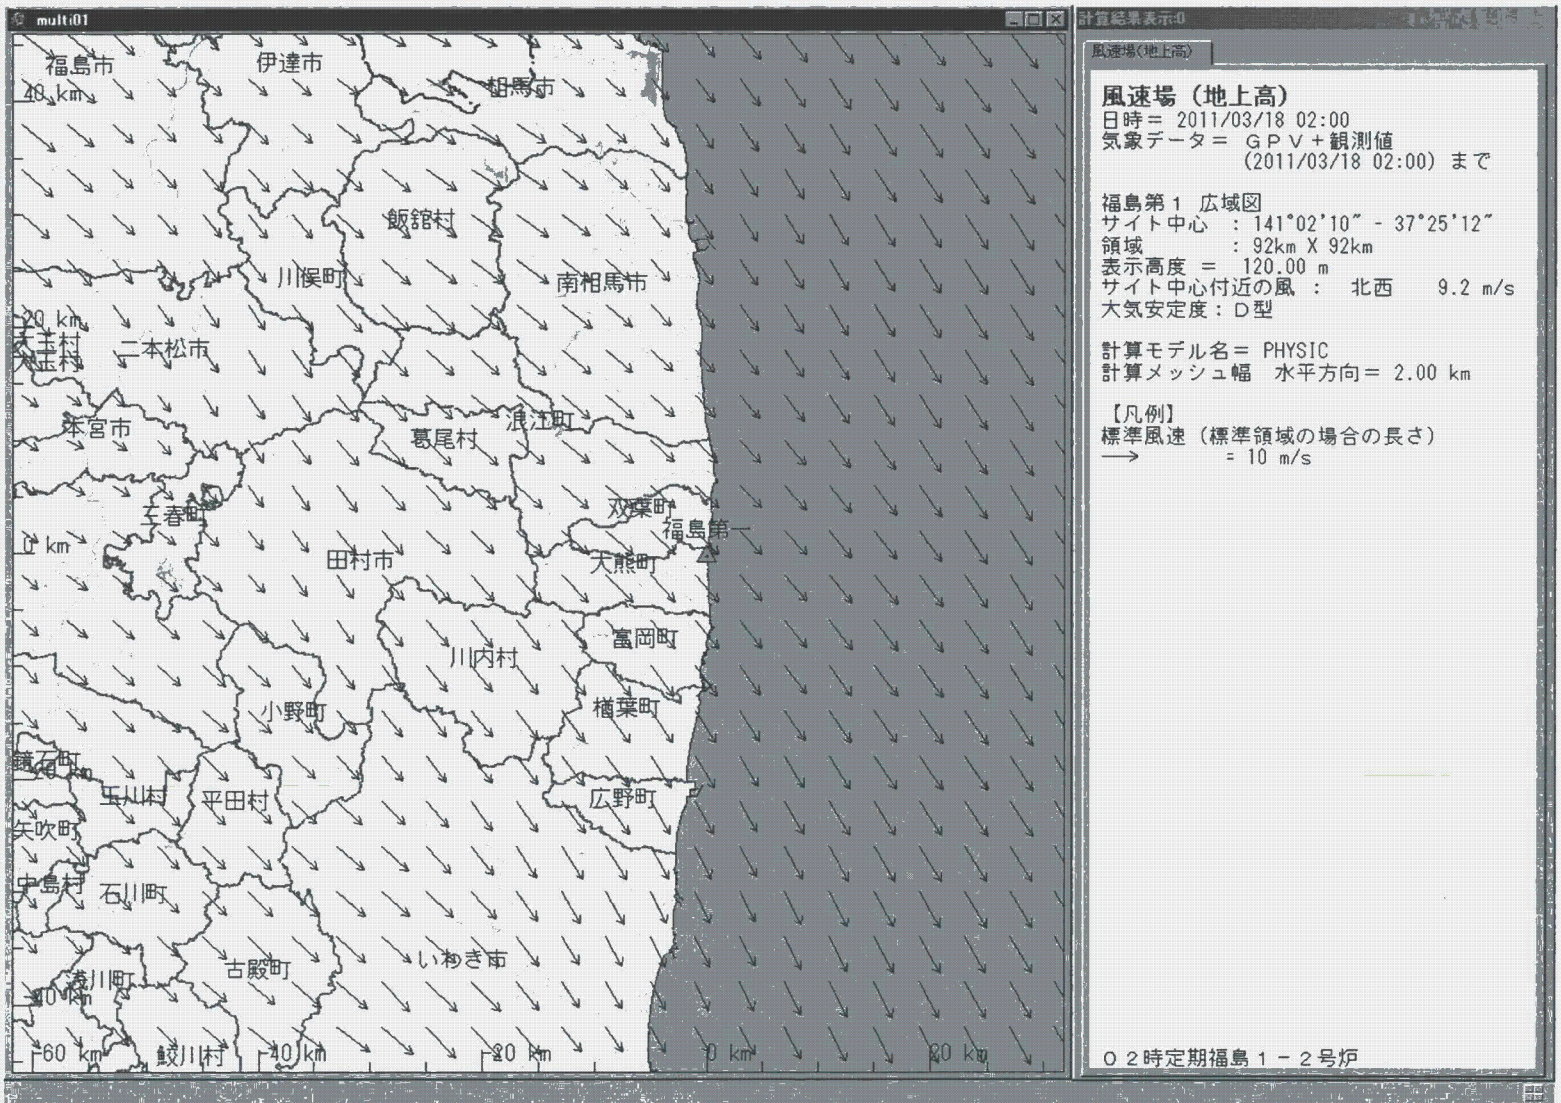 multi01
福島市
伊達市
相馬市
40 km
飯舘村
川俣町
南相馬市
20 km
大玉村
大玉村
二本松市
本宮市
葛尾村
浪江町
三春町
双葉町
福島第一
0 km
田村市
大熊町
富岡町
川内村
小野町
楢葉町
鏡石町
-20 km
玉川村
平田村
広野町
矢吹町
中島村
石川町
いわき市
古殿町
浅川町
-40 km
-60 km
鮫川村
-40 km
-20 km
0 km
20 km
計算結果表示:0
風速場(地上高)
風速場（地上高）
日時＝ 2011/03/18 02:00
気象データ＝ ＧＰＶ＋観測値
(2011/03/18 02:00) まで
福島第１ 広域図
サイト中心 : 141°02'10" - 37°25'12"
領域 : 92km X 92km
表示高度 ＝ 120.00 m
サイト中心付近の風 : 北西 9.2 m/s
大気安定度：Ｄ型
計算モデル名＝ PHYSIC
計算メッシュ幅 水平方向＝ 2.00 km
【凡例】
標準風速（標準領域の場合の長さ）
→ = 10 m/s
０２時定期福島１－２号炉